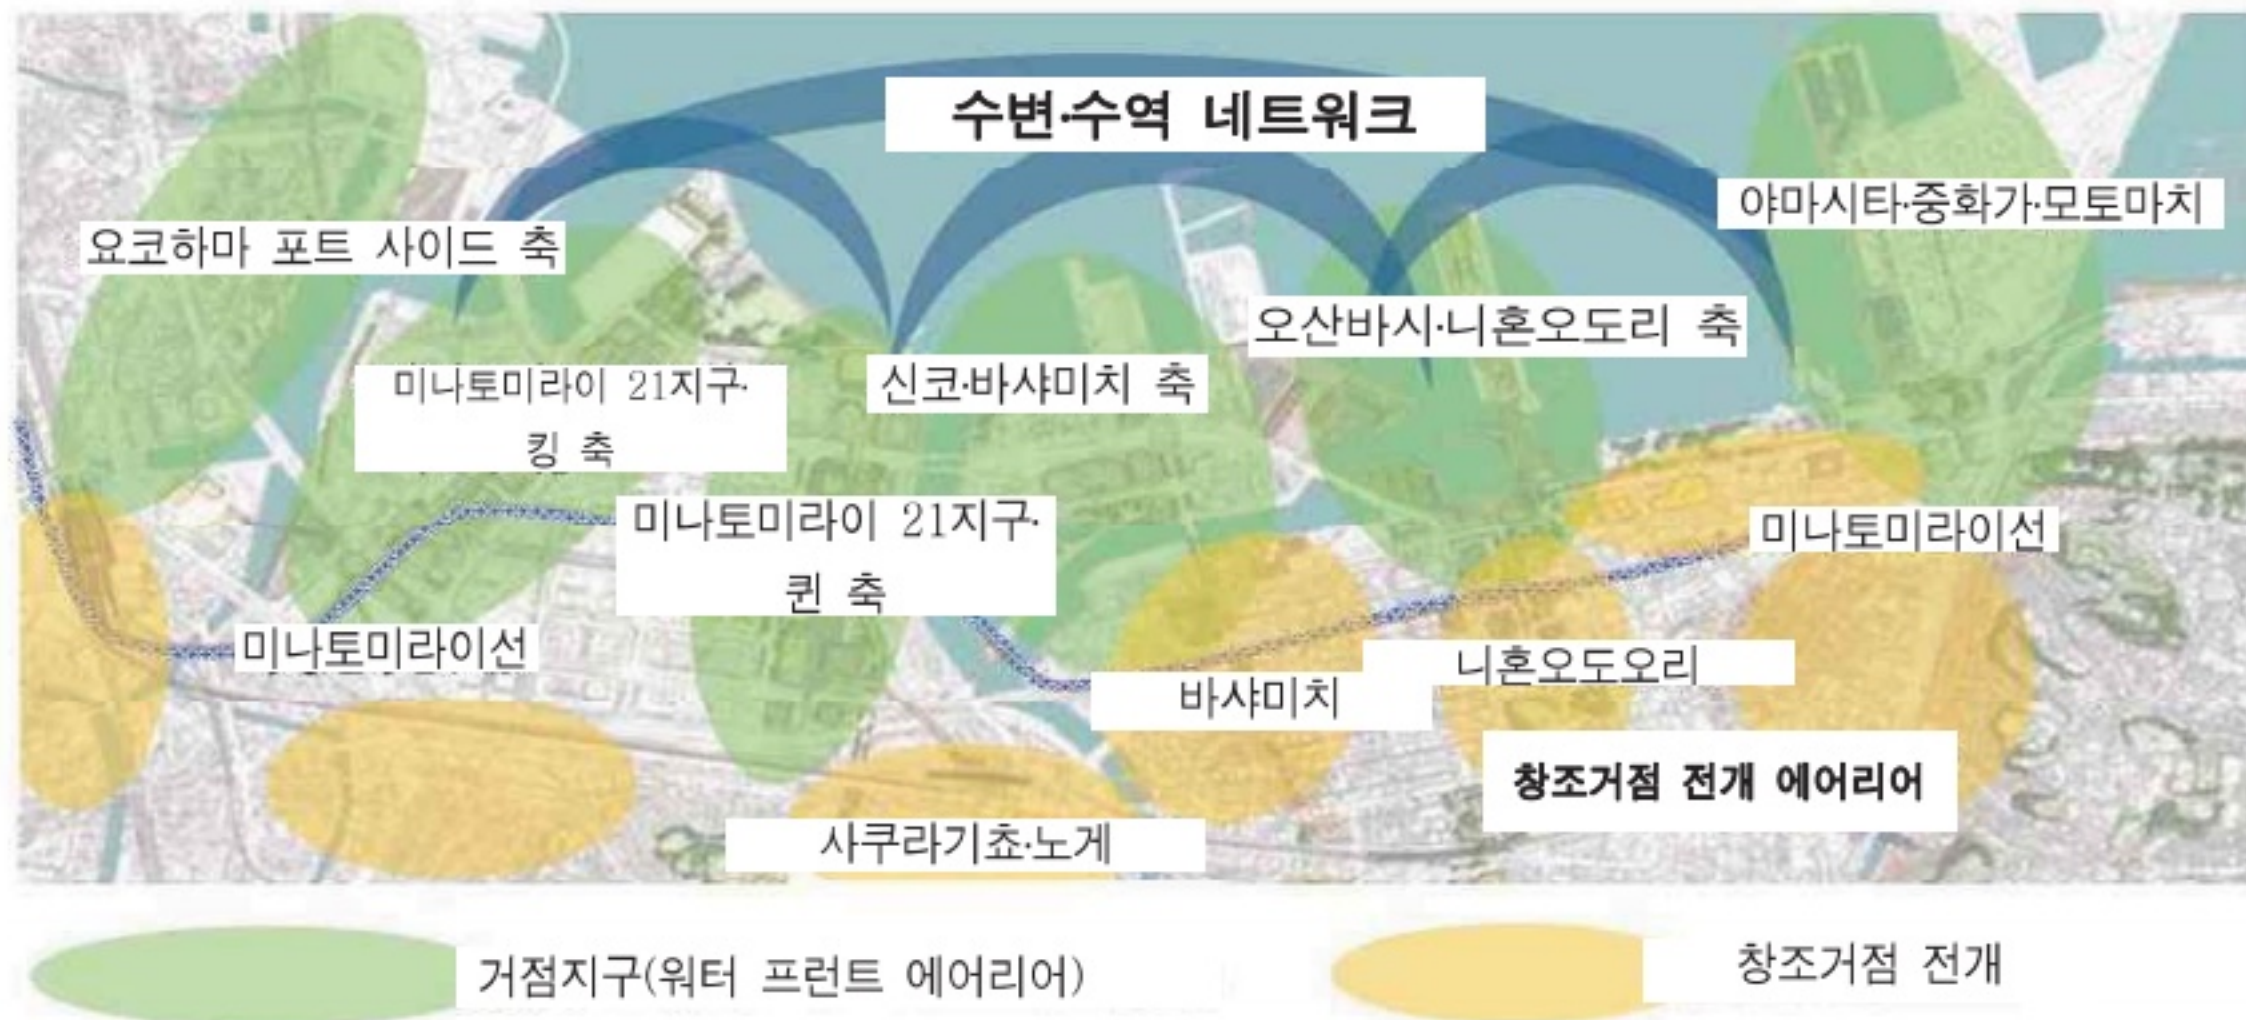 수변·수역 네트워크
야마시타·중화가·모토마치
요코하마 포트 사이드 축
오산바시·니혼오도리 축
미나토미라이 21지구·
킹 축
신코·바샤미치 축
미나토미라이 21지구·
퀸 축
미나토미라이선
미나토미라이선
니혼오도오리
바샤미치
창조거점 전개 에어리어
사쿠라기쵸·노게
거점지구(워터 프런트 에어리어)
창조거점 전개